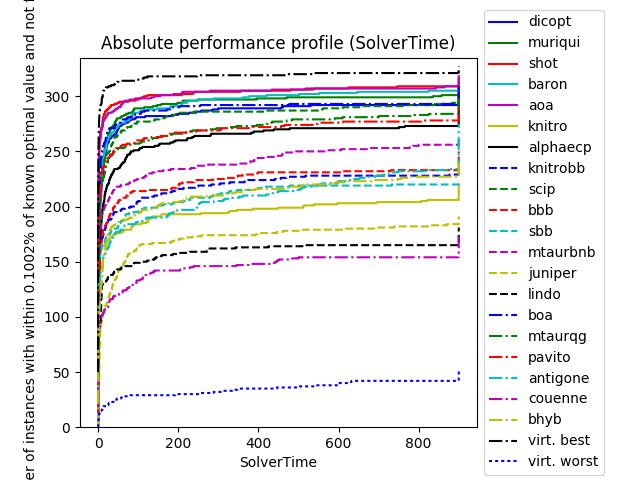 Absolute performance profile (SolverTime)
er of instances with within 0.1002% of known optimal value and not
300
250
200
150
100
50
0
0 200 400 600 800
SolverTime
dicopt
muriqui
shot
baron
aoa
knitro
alphaecp
knitrobb
scip
bbb
sbb
mtaurbnb
juniper
lindo
boa
mtaurqg
pavito
antigone
couenne
bhyb
virt. best
virt. worst